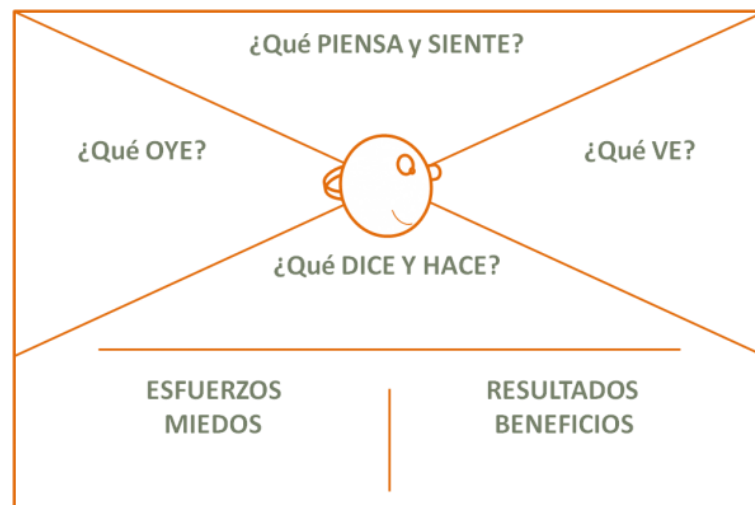 ¿Qué PIENSA y SIENTE?
¿Qué OYE?
¿Qué VE?
¿Qué DICE Y HACE?
ESFUERZOS
MIEDOS
RESULTADOS
BENEFICIOS